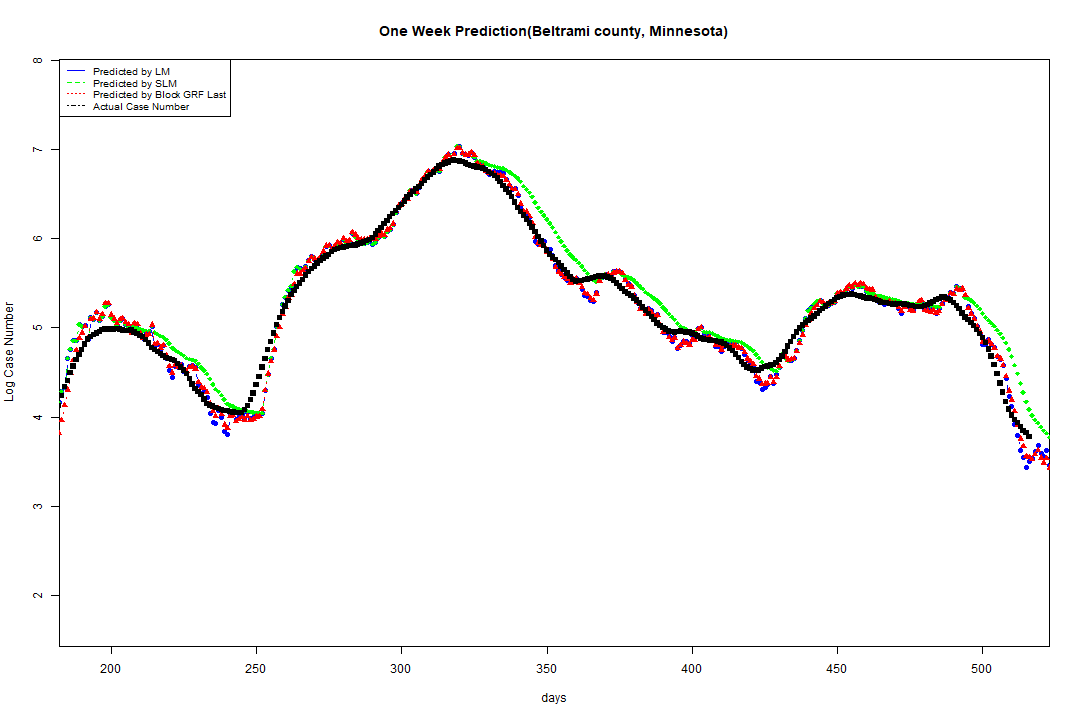 One Week Prediction(Beltrami county, Minnesota)
Predicted by LM
Predicted by SLM
Predicted by Block GRF Last
Actual Case Number
8
7
6
5
4
3
2
Log Case Number
200 250 300 350 400 450 500
days